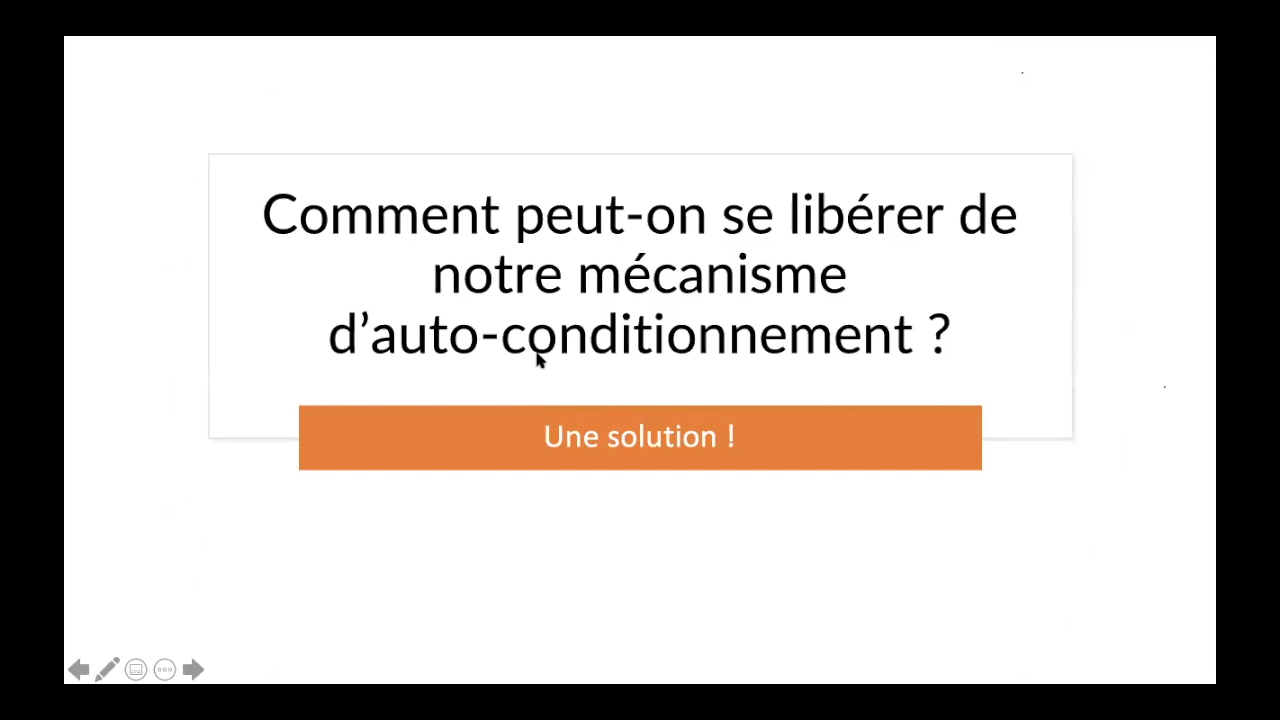 Comment peut-on se libérer de
notre mécanisme
d’auto-conditionnement ?
Une solution !